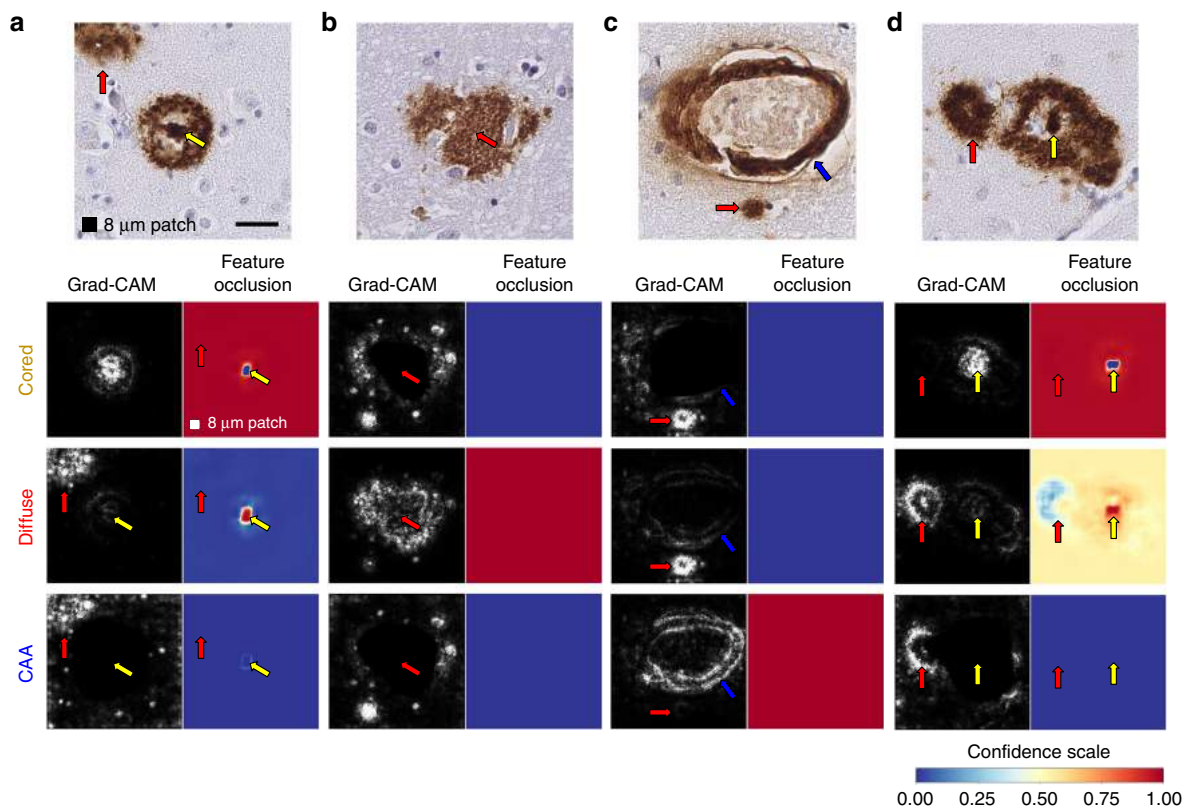 a
b
c
d
8 μm patch
Grad-CAM
Feature
occlusion
Grad-CAM
Feature
occlusion
Grad-CAM
Feature
occlusion
Grad-CAM
Feature
occlusion
Cored
8 μm patch
Diffuse
CAA
Confidence scale
0.00 0.25 0.50 0.75 1.00